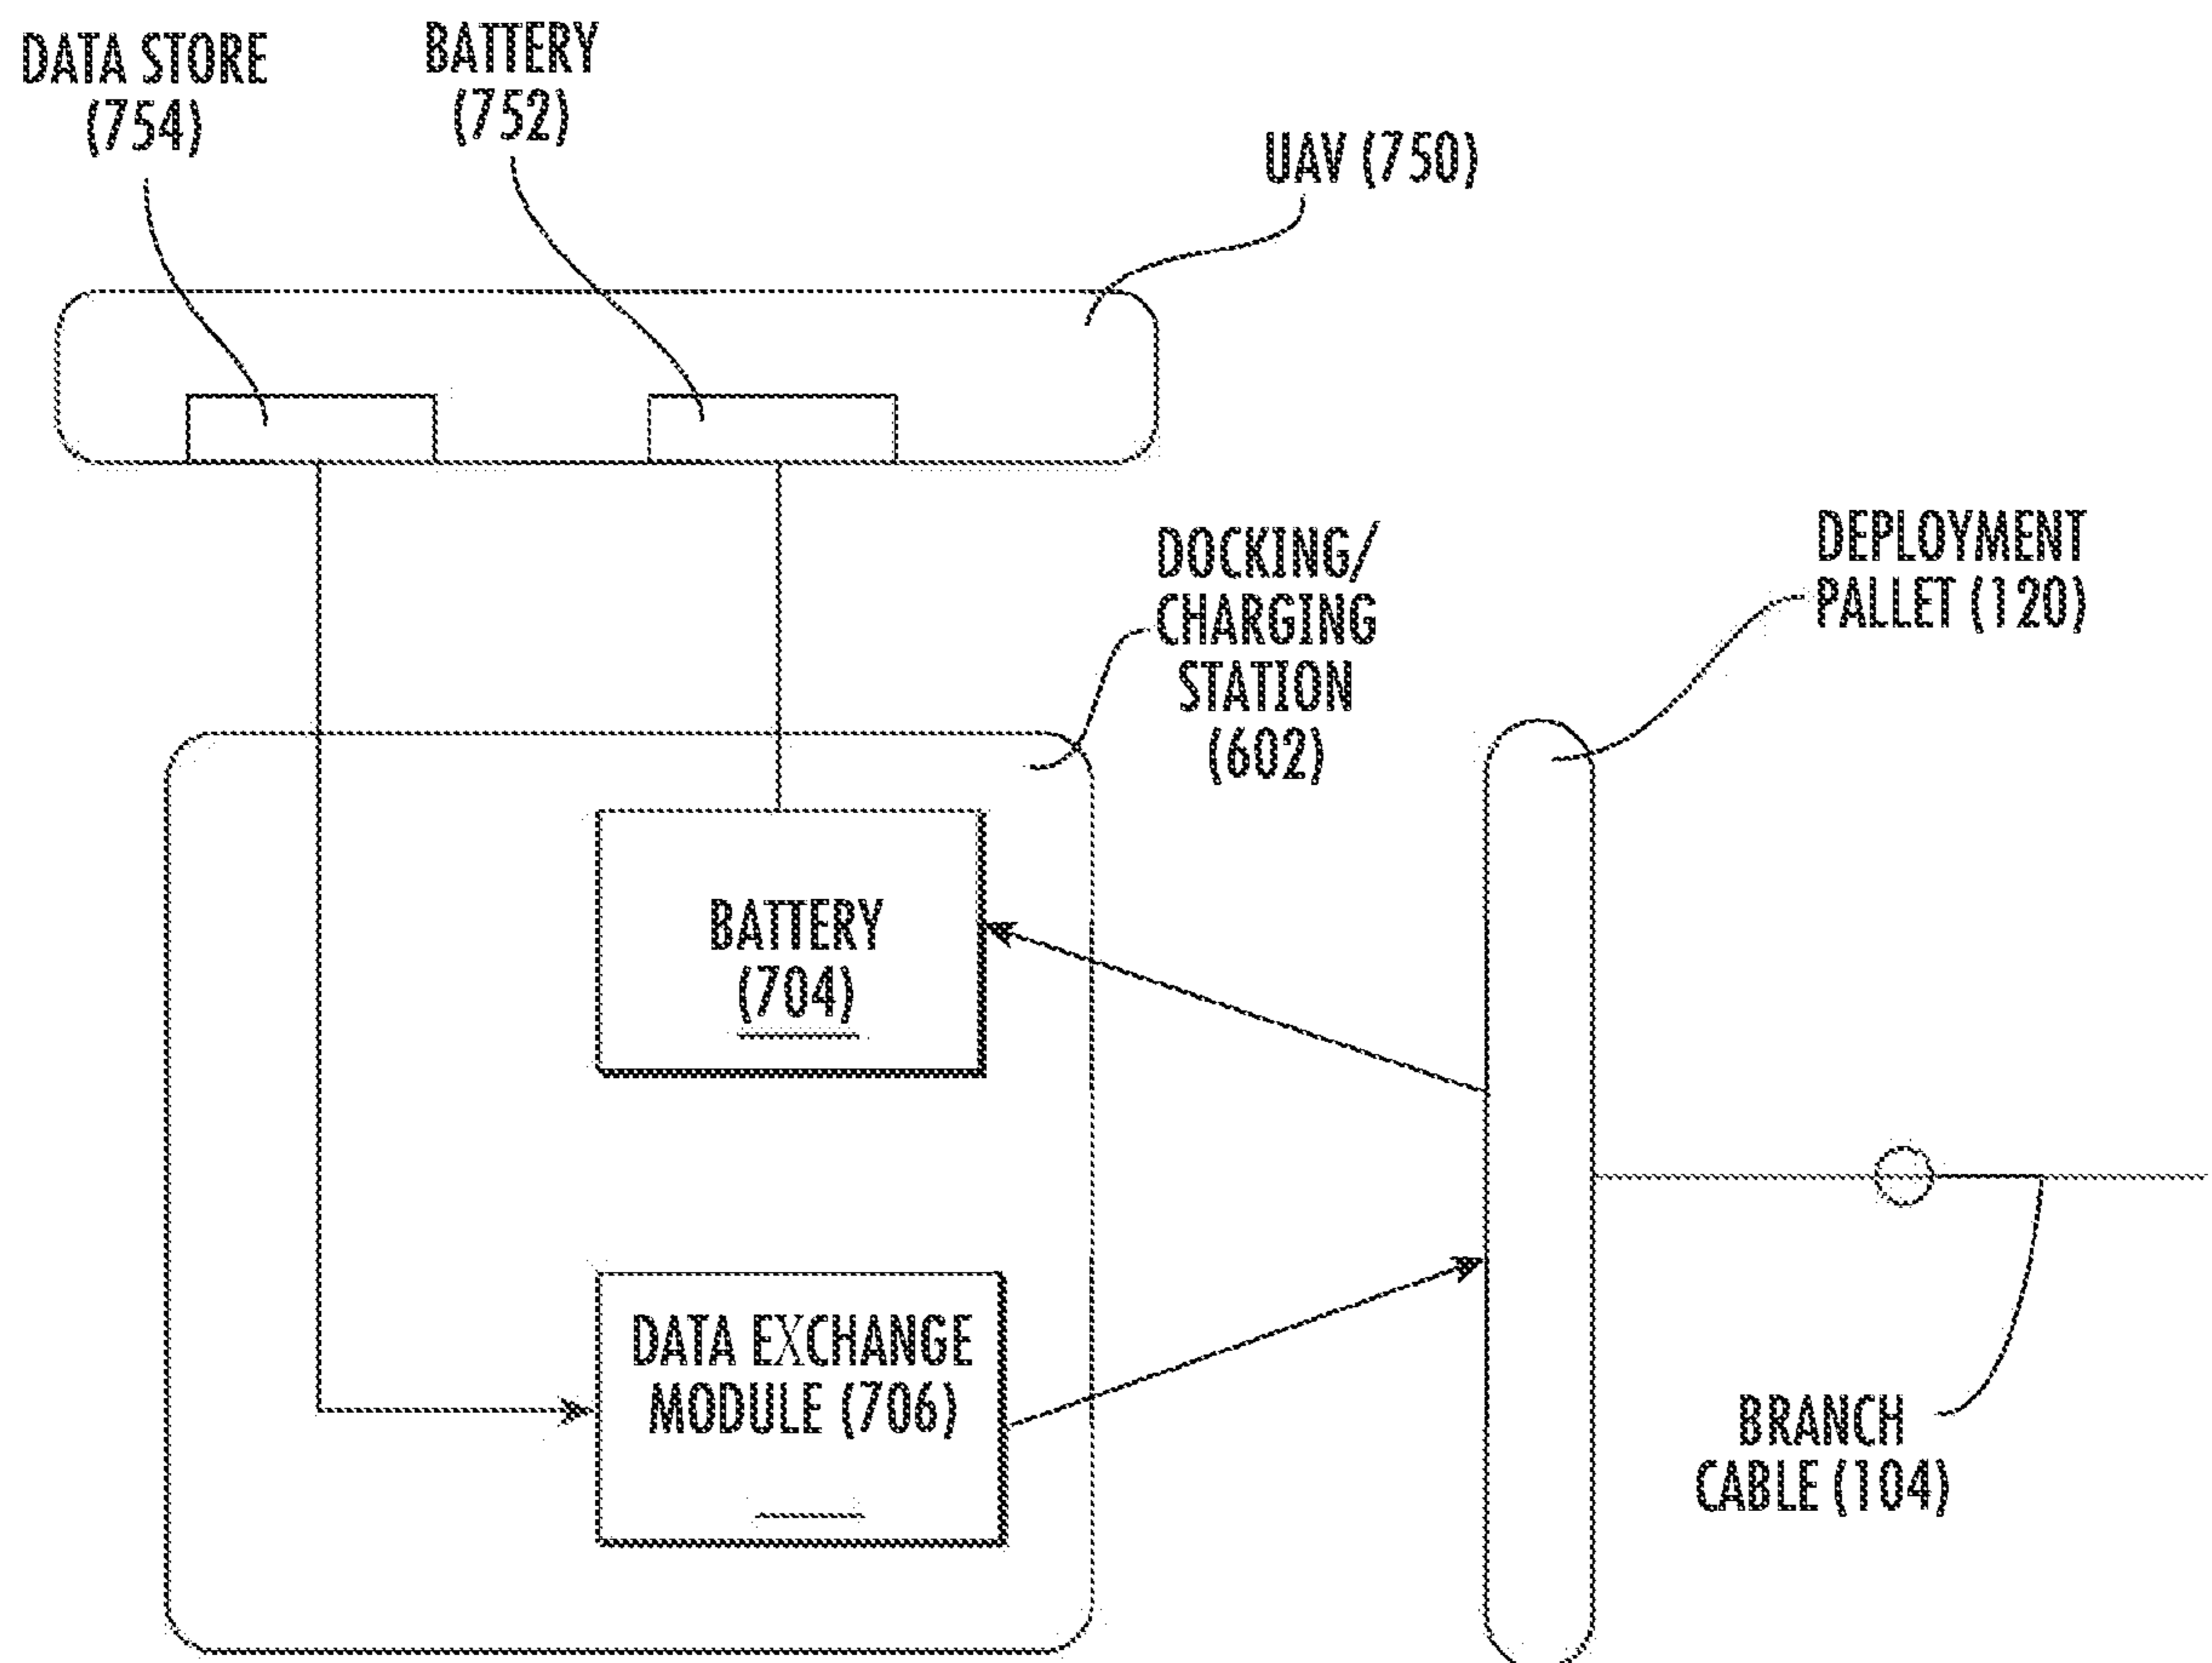 DATA STORE
(754)
BATTERY
(752)
UAV (750)
DOCKING/
CHARGING
STATION
(602)
DEPLOYMENT
PALLET (120)
BATTERY
(704)
DATA EXCHANGE
MODULE (706)
BRANCH
CABLE (104)